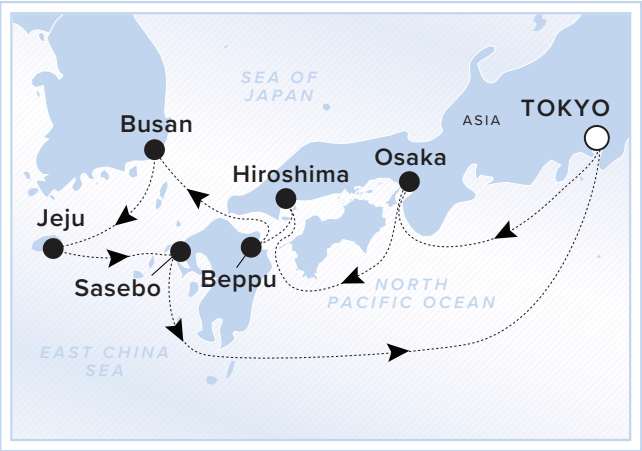 SEA OF
JAPAN
ASIA
TOKYO
Busan
Hiroshima
Osaka
Jeju
Sasebo
Beppu
NORTH
PACIFIC OCEAN
EAST CHINA
SEA